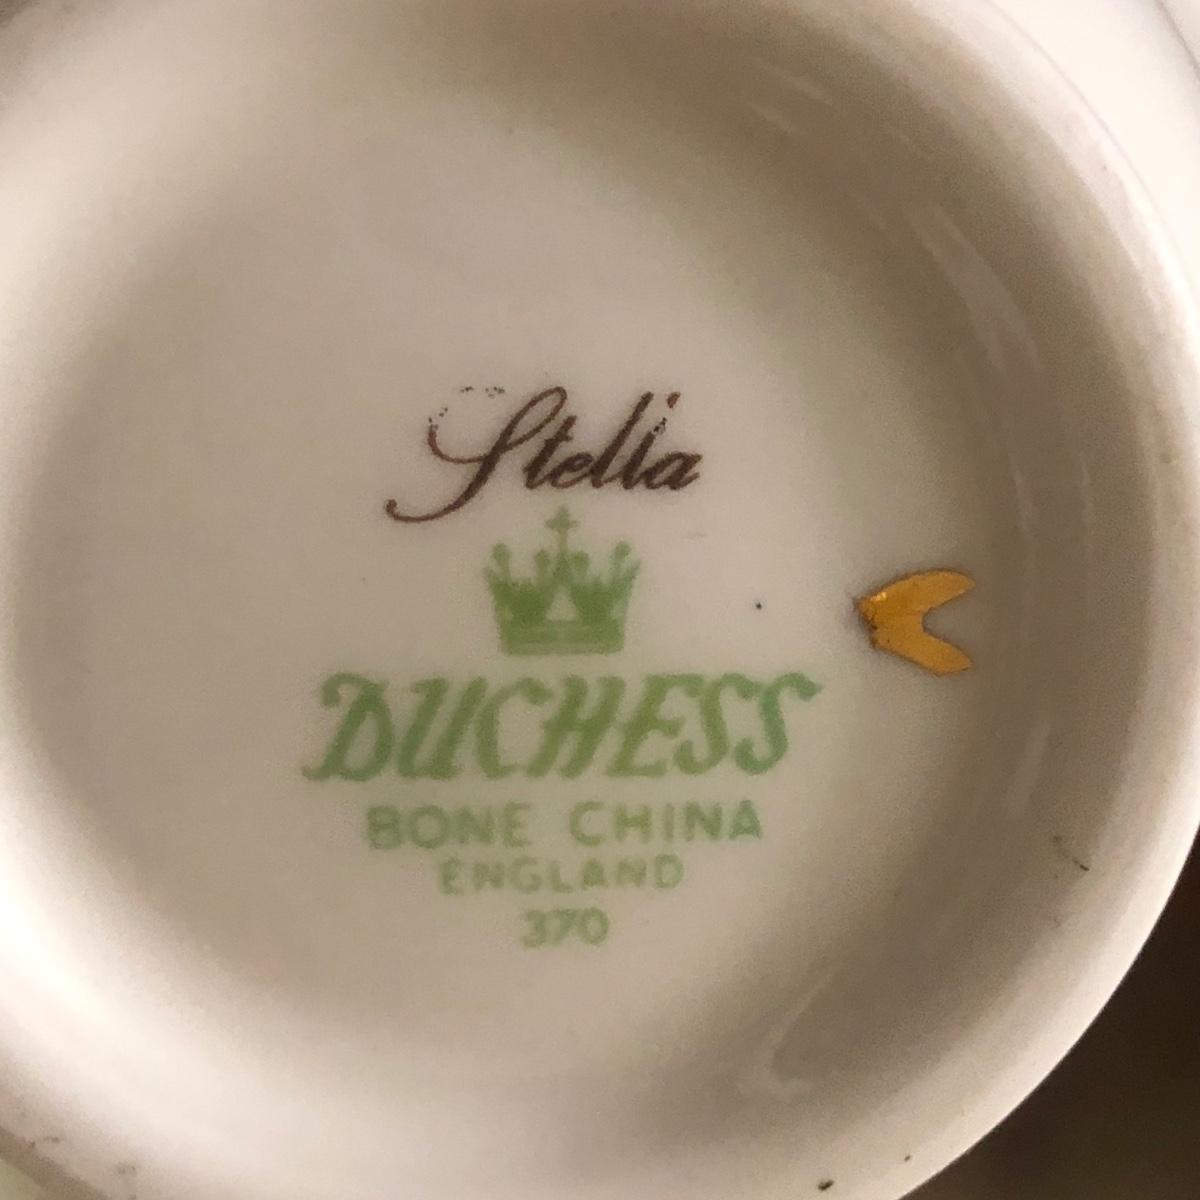 Stella
DUCHESS
BONE CHINA
ENGLAND
370